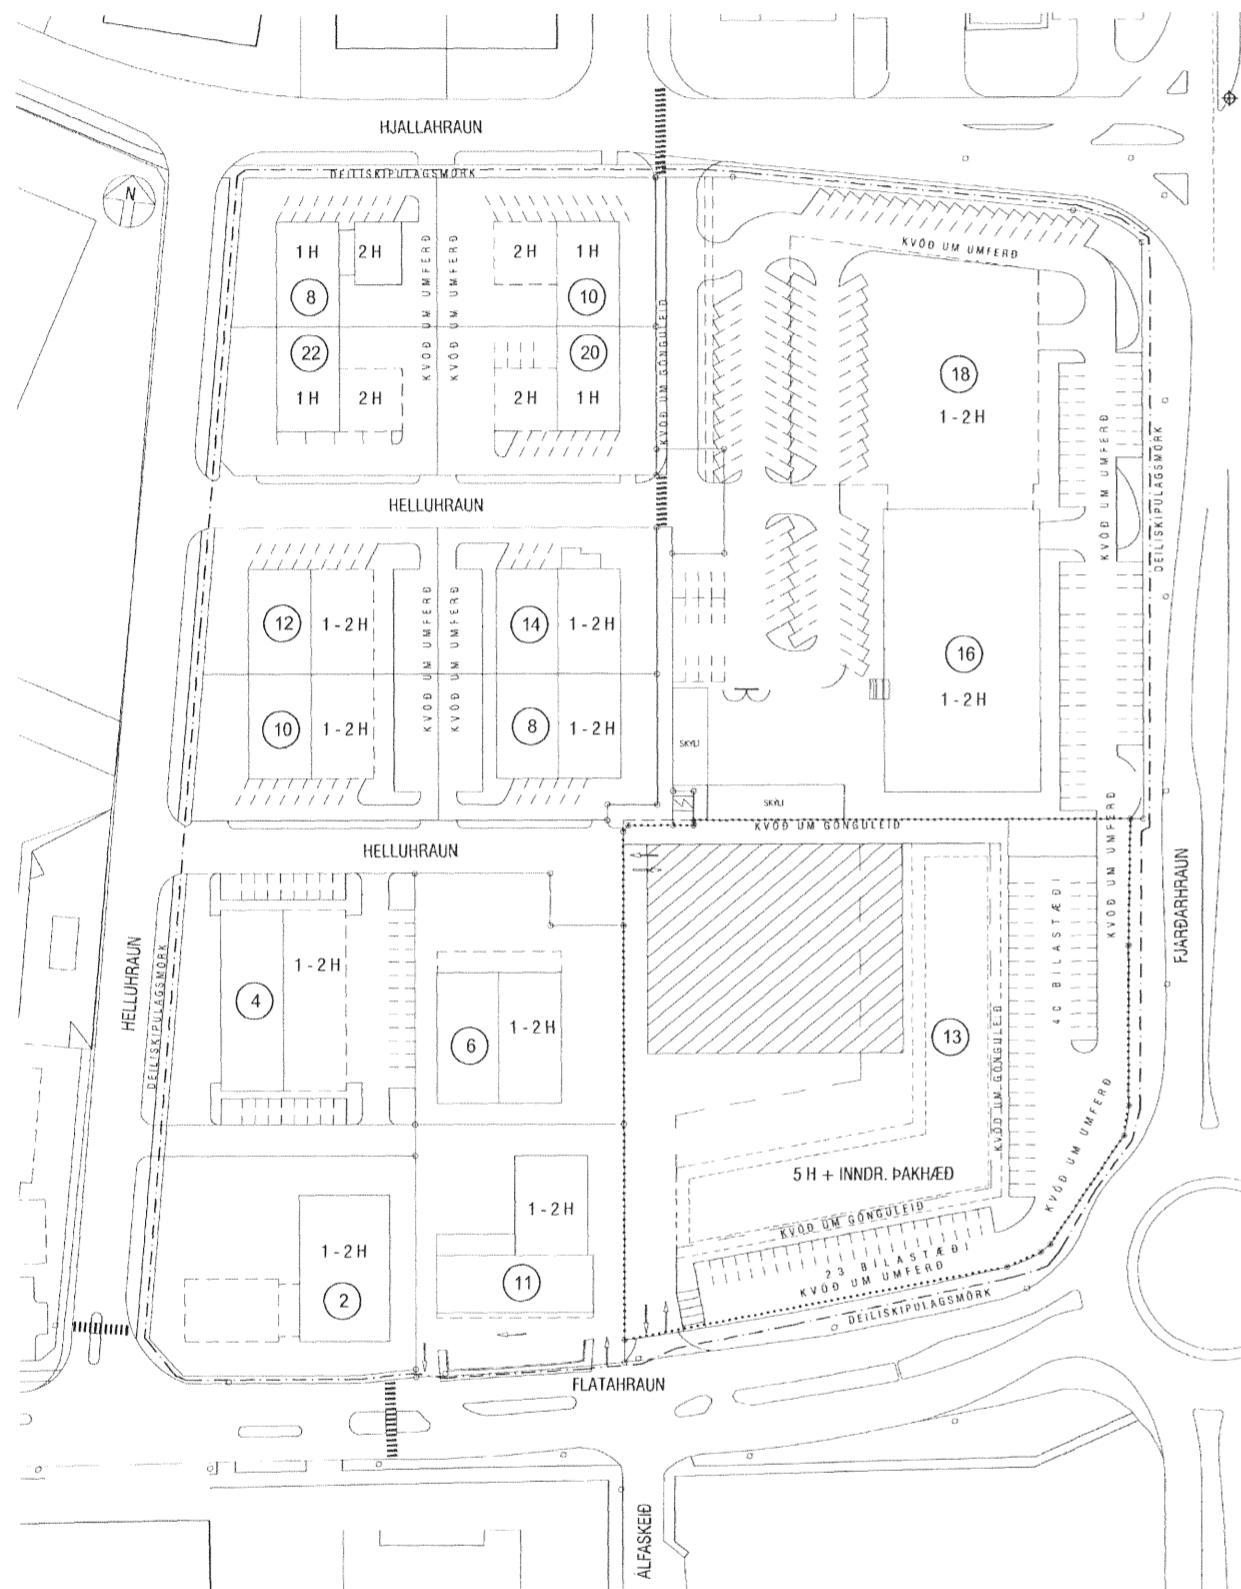 HJALLAHRAUN
DEILISKIPULAGSMÖRK
N
1 H
2 H
8
22
1 H
2 H
KVÖÐ UM UMFERÐ
KVÖÐ UM UMFERÐ
2 H
1 H
10
20
2 H
1 H
KVÖÐ UM GÖNGULEIÐ
KVÖÐ UM UMFERÐ
18
1-2 H
KVÖÐ UM UMFERÐ
DEILISKIPULAGSMÖRK
HELLUHRAUN
12
1-2 H
10
1-2 H
KVÖÐ UM UMFERÐ
KVÖÐ UM UMFERÐ
14
1-2 H
8
1-2 H
16
1-2 H
SKÝLI
SKÝLI
KVÖÐ UM GÖNGULEIÐ
KVÖÐ UM UMFERÐ
HELLUHRAUN
FJARÐARHRAUN
HELLUHRAUN
DEILISKIPULAGSMÖRK
4
1-2 H
6
1-2 H
13
KVÖÐ UM GÖNGULEIÐ
40 BILASTÆÐI
KVÖÐ UM UMFERÐ
5 H + INNDR. ÞAKHÆÐ
KVÖÐ UM GÖNGULEIÐ
23 BILASTÆÐI
KVÖÐ UM UMFERÐ
DEILISKIPULAGSMÖRK
1-2 H
2
1-2 H
11
FLATAHRAUN
ALFASKEIÐ